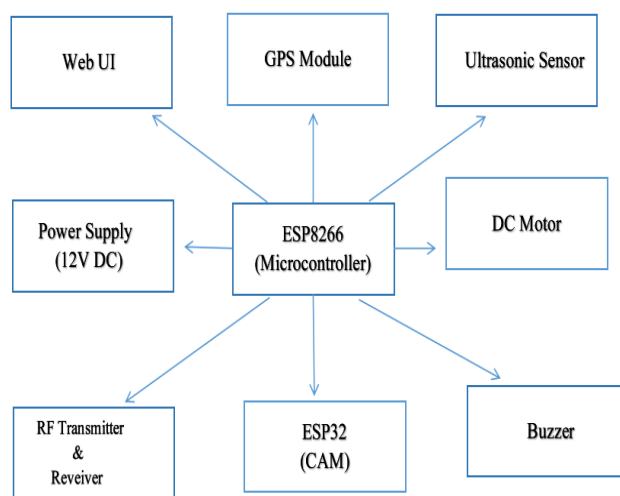 Web UI
GPS Module
Ultrasonic Sensor
Power Supply
(12V DC)
ESP8266
(Microcontroller)
DC Motor
RF Transmitter
&
Reveiver
ESP32
(CAM)
Buzzer